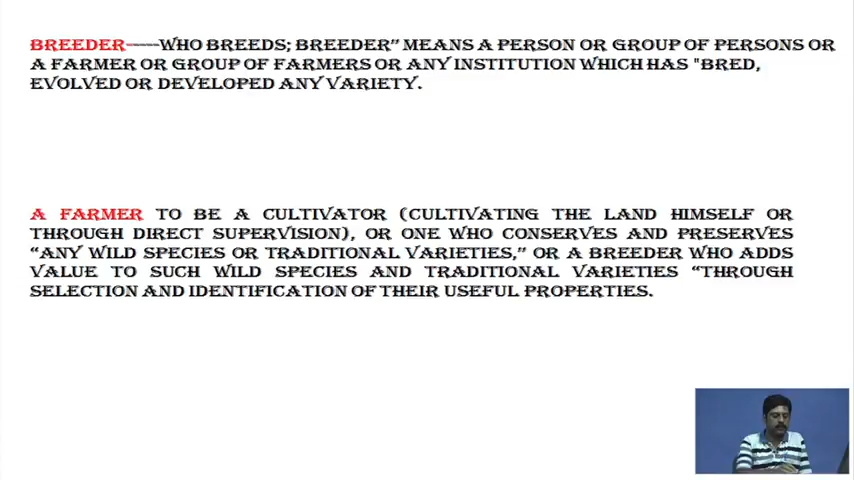 BREEDER-----WHO BREEDS; BREEDER” MEANS A PERSON OR GROUP OF PERSONS OR
A FARMER OR GROUP OF FARMERS OR ANY INSTITUTION WHICH HAS "BRED,
EVOLVED OR DEVELOPED ANY VARIETY.
A FARMER TO BE A CULTIVATOR (CULTIVATING THE LAND HIMSELF OR
THROUGH DIRECT SUPERVISION), OR ONE WHO CONSERVES AND PRESERVES
“ANY WILD SPECIES OR TRADITIONAL VARIETIES,” OR A BREEDER WHO ADDS
VALUE TO SUCH WILD SPECIES AND TRADITIONAL VARIETIES “THROUGH
SELECTION AND IDENTIFICATION OF THEIR USEFUL PROPERTIES.